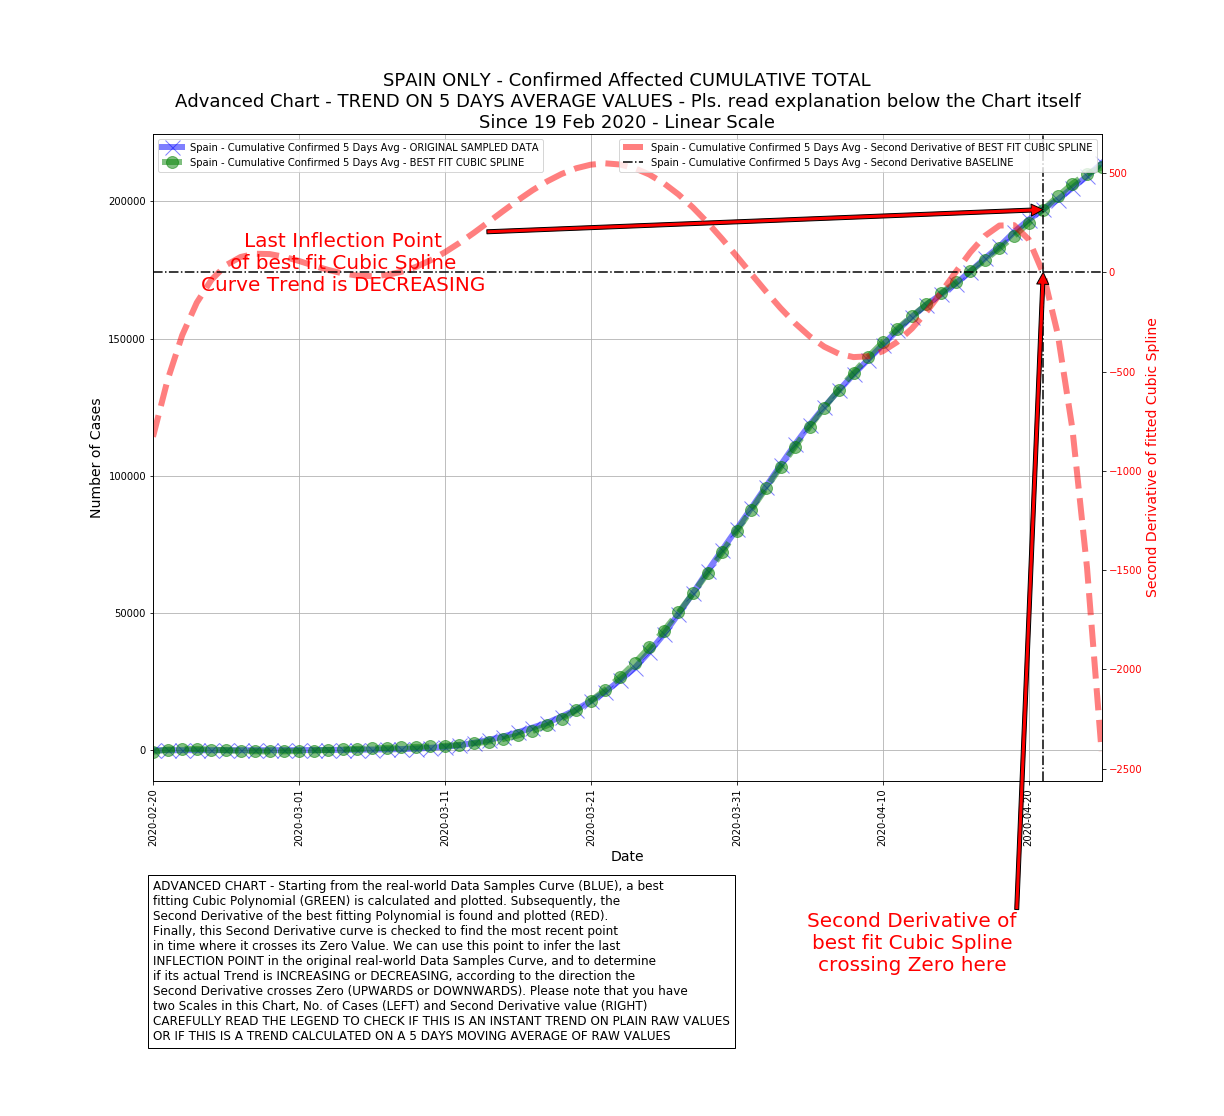 SPAIN ONLY - Confirmed Affected CUMULATIVE TOTAL
Advanced Chart - TREND ON 5 DAYS AVERAGE VALUES - Pls. read explanation below the Chart itself
Since 19 Feb 2020 - Linear Scale
Spain - Cumulative Confirmed 5 Days Avg - ORIGINAL SAMPLED DATA
Spain - Cumulative Confirmed 5 Days Avg - BEST FIT CUBIC SPLINE
Spain - Cumulative Confirmed 5 Days Avg - Second Derivative of BEST FIT CUBIC SPLINE
Spain - Cumulative Confirmed 5 Days Avg - Second Derivative BASELINE
Last Inflection Point
of best fit Cubic Spline
Curve Trend is DECREASING
Number of Cases
200000
150000
100000
50000
0
500
0
−500
−1000
−1500
−2000
−2500
Second Derivative of fitted Cubic Spline
2020-02-20
2020-03-01
2020-03-11
2020-03-21
2020-03-31
2020-04-10
2020-04-20
Date
ADVANCED CHART - Starting from the real-world Data Samples Curve (BLUE), a best
fitting Cubic Polynomial (GREEN) is calculated and plotted. Subsequently, the
Second Derivative of the best fitting Polynomial is found and plotted (RED).
Finally, this Second Derivative curve is checked to find the most recent point
in time where it crosses its Zero Value. We can use this point to infer the last
INFLECTION POINT in the original real-world Data Samples Curve, and to determine
if its actual Trend is INCREASING or DECREASING, according to the direction the
Second Derivative crosses Zero (UPWARDS or DOWNWARDS). Please note that you have
two Scales in this Chart, No. of Cases (LEFT) and Second Derivative value (RIGHT)
CAREFULLY READ THE LEGEND TO CHECK IF THIS IS AN INSTANT TREND ON PLAIN RAW VALUES
OR IF THIS IS A TREND CALCULATED ON A 5 DAYS MOVING AVERAGE OF RAW VALUES
Second Derivative of
best fit Cubic Spline
crossing Zero here